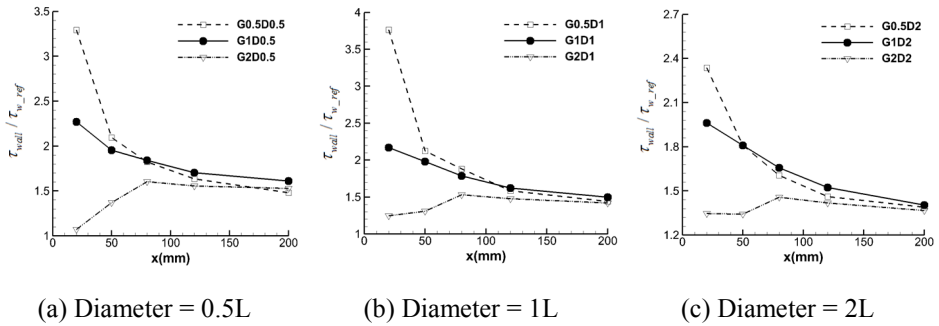 3.5
3
2.5
2
1.5
1
0
50
100
150
200
x(mm)
τwall / τw_ref
G0.5D0.5
G1D0.5
G2D0.5
4
3.5
3
2.5
2
1.5
1
0
50
100
150
200
x(mm)
τwall / τw_ref
G0.5D1
G1D1
G2D1
2.7
2.4
2.1
1.8
1.5
1.2
0
50
100
150
200
x(mm)
τwall / τw_ref
G0.5D2
G1D2
G2D2
(a) Diameter = 0.5L
(b) Diameter = 1L
(c) Diameter = 2L